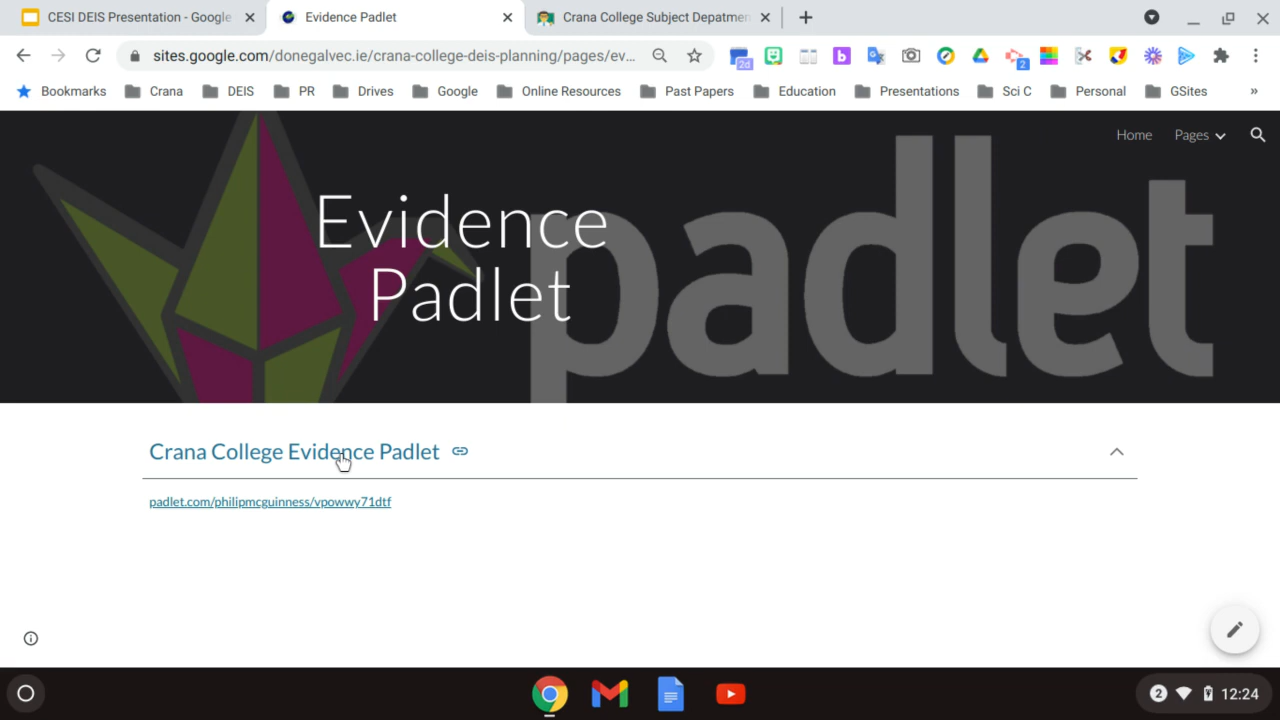 CESI DEIS Presentation - Google
Evidence Padlet
Crana College Subject Depatmen
sites.google.com/donegalvec.ie/crana-college-deis-planning/pages/ev...
2d
b
2
Bookmarks
Crana
DEIS
PR
Drives
Google
Online Resources
Past Papers
Education
Presentations
Sci C
Personal
GSites
»
Home
Pages
padlet
Evidence
Padlet
Crana College Evidence Padlet
padlet.com/philipmcguinness/vpowwy71dtf
2
12:24